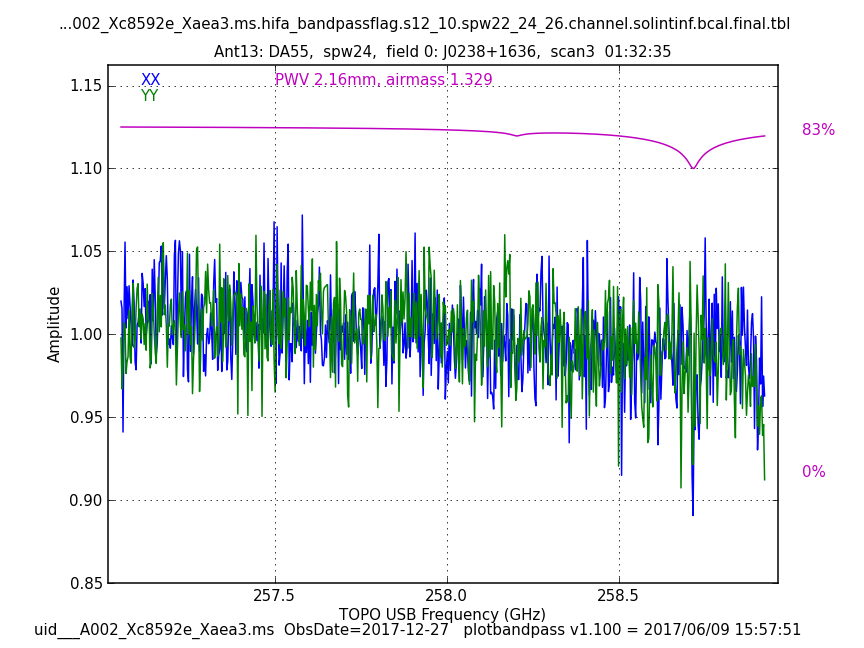 ...002_Xc8592e_Xaea3.ms.hifa_bandpassflag.s12_10.spw22_24_26.channel.solintinf.bcal.final.tbl
Ant13: DA55,  spw24,  field 0: J0238+1636,  scan3  01:32:35
XX
PWV 2.16mm, airmass 1.329
YY
1.15
1.10
1.05
1.00
0.95
0.90
0.85
Amplitude
83%
0%
257.5
258.0
258.5
TOPO USB Frequency (GHz)
uid___A002_Xc8592e_Xaea3.ms  ObsDate=2017-12-27   plotbandpass v1.100 = 2017/06/09 15:57:51